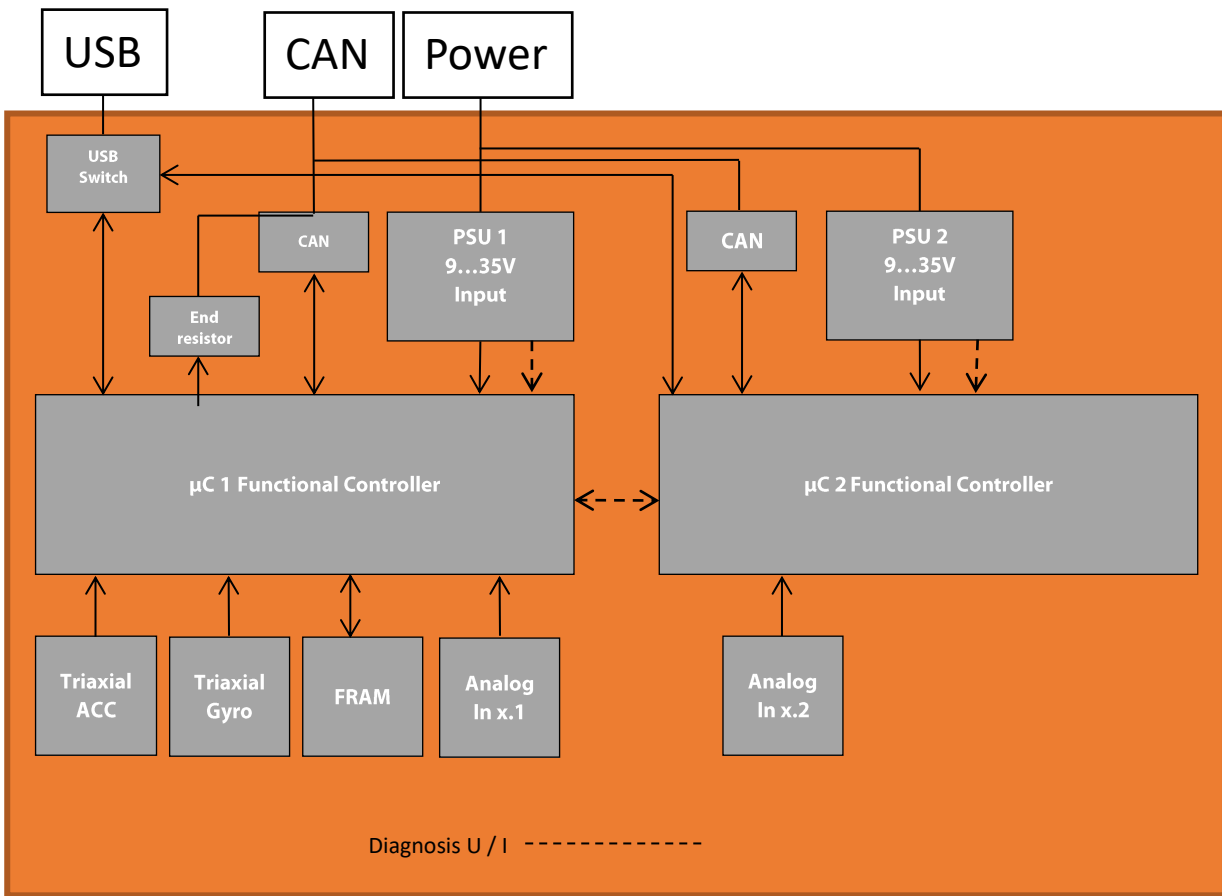 USB
CAN
Power
USB
Switch
CAN
PSU 1
9...35V
Input
CAN
PSU 2
9...35V
Input
End
resistor
µC 1 Functional Controller
µC 2 Functional Controller
Triaxial
ACC
Triaxial
Gyro
FRAM
Analog
In x.1
Analog
In x.2
Diagnosis U / I